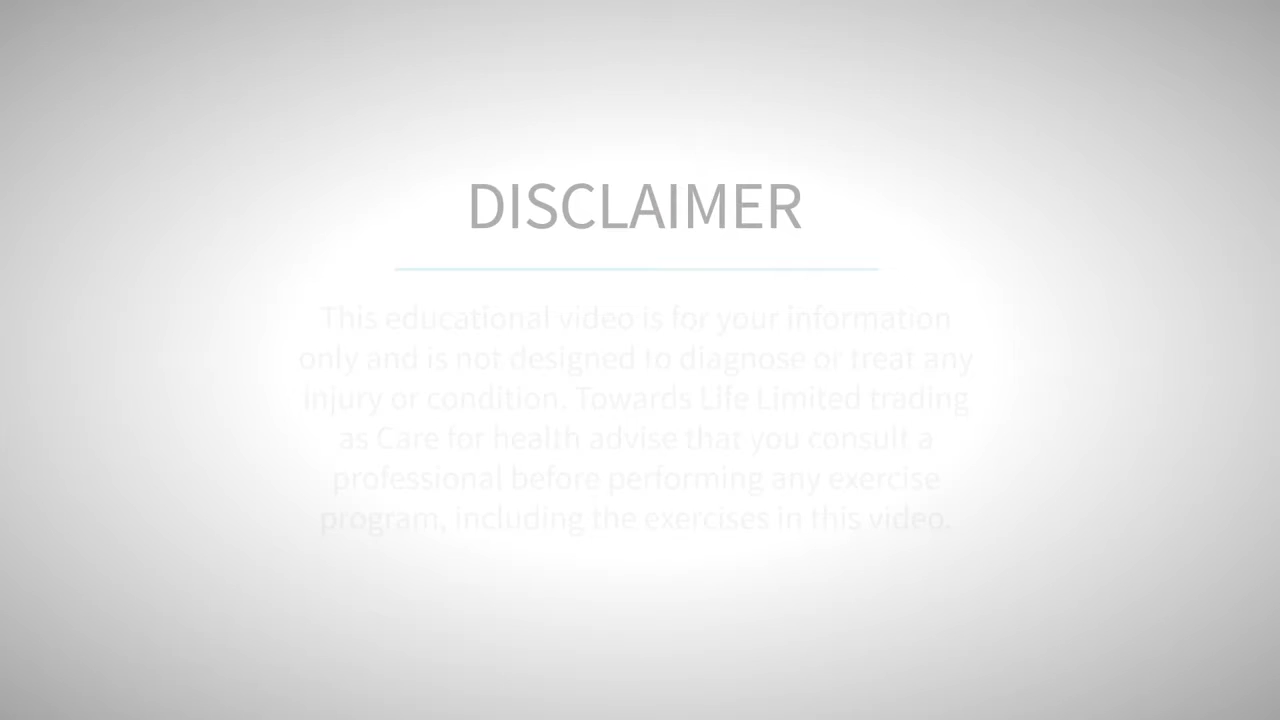 DISCLAIMER
This educational video is for your information
only and is not designed to diagnose or treat any
injury or condition. Towards Life Limited trading
as Care for health advise that you consult a
professional before performing any exercise
program, including the exercises in this video.